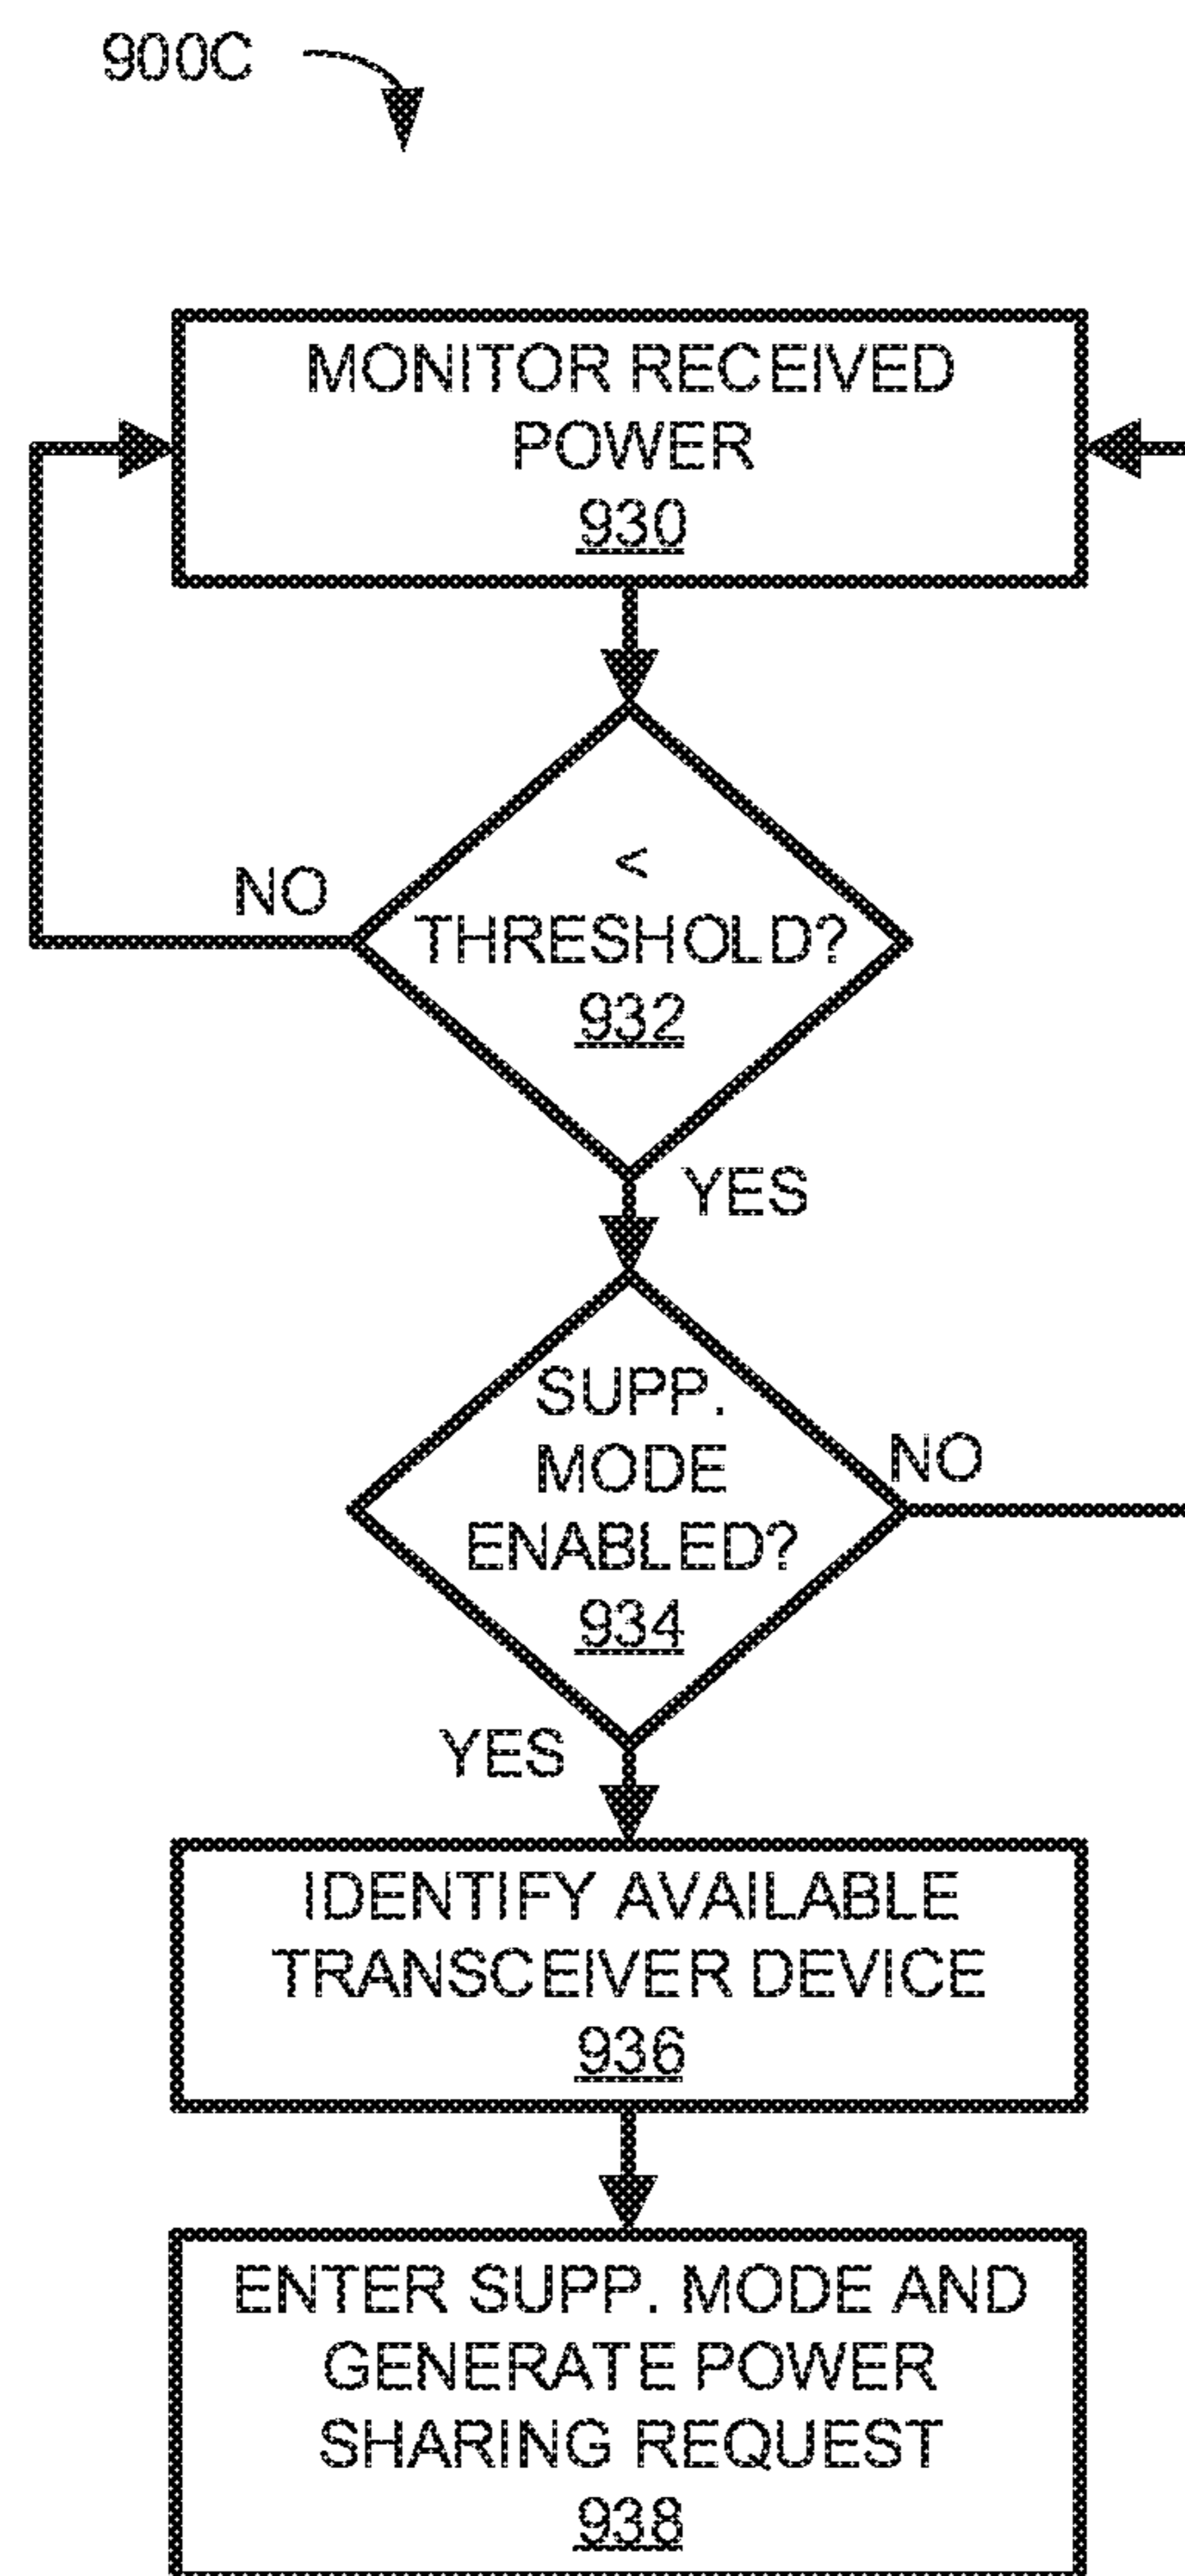 900C
MONITOR RECEIVED
POWER
930
<
THRESHOLD?
932
NO
YES
SUPP.
MODE
ENABLED?
934
NO
YES
IDENTIFY AVAILABLE
TRANSCEIVER DEVICE
936
ENTER SUPP. MODE AND
GENERATE POWER
SHARING REQUEST
938